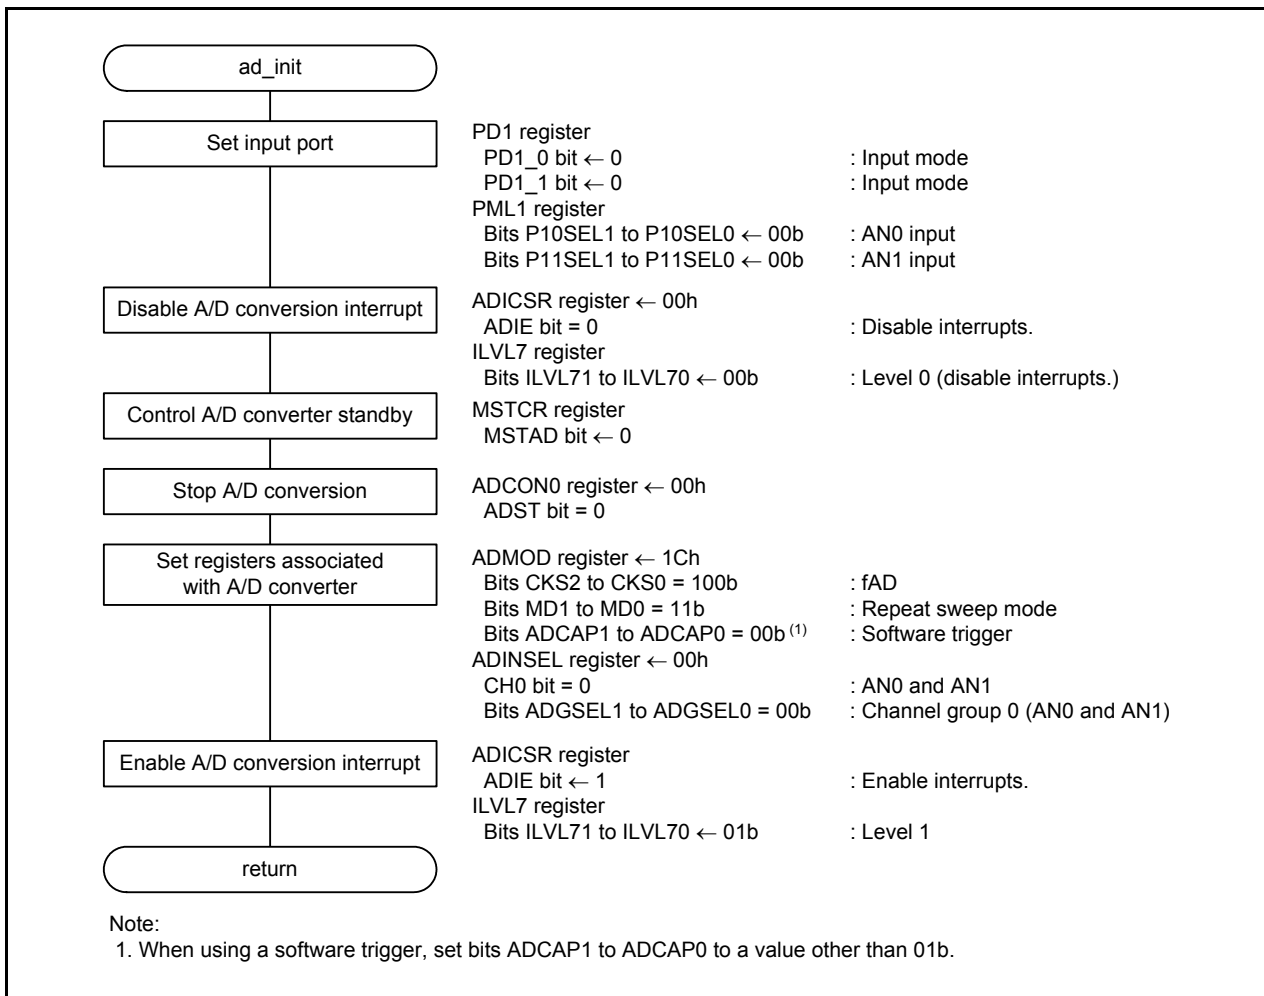 ad_init
Set input port
PD1 register
PD1_0 bit ← 0 : Input mode
PD1_1 bit ← 0 : Input mode
PML1 register
Bits P10SEL1 to P10SEL0 ← 00b : AN0 input
Bits P11SEL1 to P11SEL0 ← 00b : AN1 input
Disable A/D conversion interrupt
ADICSR register ← 00h
ADIE bit = 0 : Disable interrupts.
ILVL7 register
Bits ILVL71 to ILVL70 ← 00b : Level 0 (disable interrupts.)
Control A/D converter standby
MSTCR register
MSTAD bit ← 0
Stop A/D conversion
ADCON0 register ← 00h
ADST bit = 0
Set registers associated
with A/D converter
ADMOD register ← 1Ch
Bits CKS2 to CKS0 = 100b : fAD
Bits MD1 to MD0 = 11b : Repeat sweep mode
Bits ADCAP1 to ADCAP0 = 00b (1) : Software trigger
ADINSEL register ← 00h
CH0 bit = 0 : AN0 and AN1
Bits ADGSEL1 to ADGSEL0 = 00b : Channel group 0 (AN0 and AN1)
Enable A/D conversion interrupt
ADICSR register
ADIE bit ← 1 : Enable interrupts.
ILVL7 register
Bits ILVL71 to ILVL70 ← 01b : Level 1
return
Note:
1. When using a software trigger, set bits ADCAP1 to ADCAP0 to a value other than 01b.